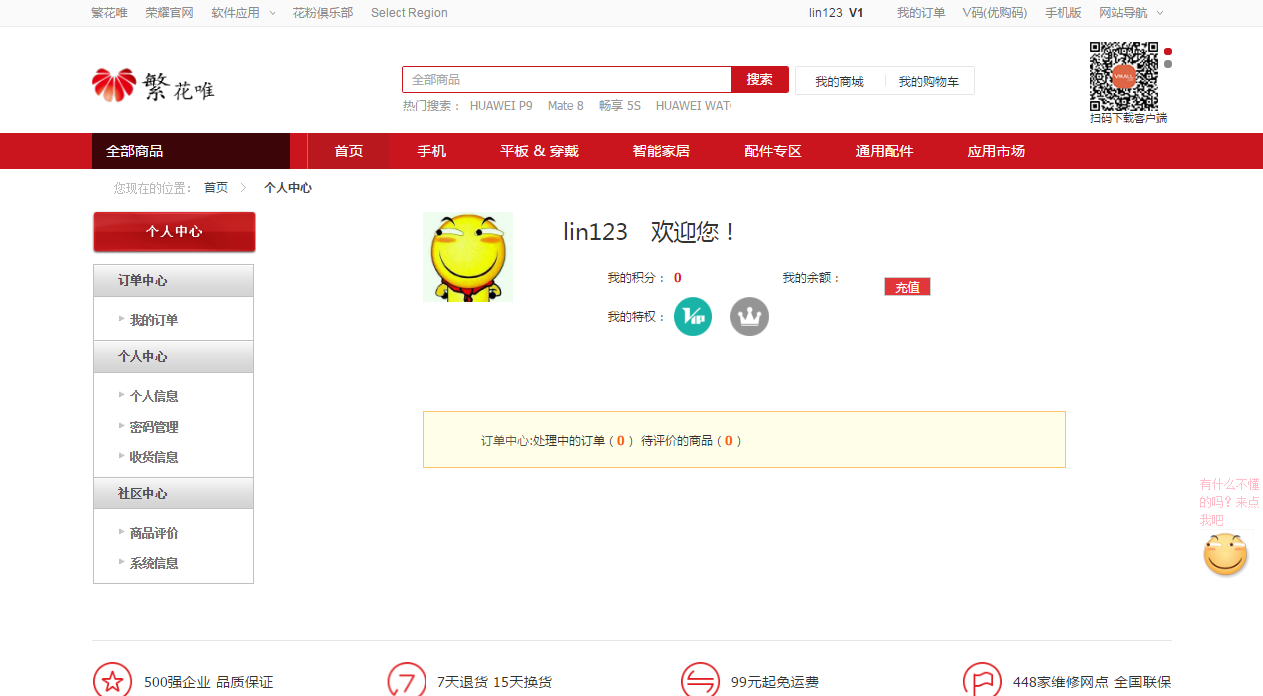 繁花唯 荣耀官网 软件应用 花粉俱乐部 Select Region lin123 V1 我的订单 V码(优购码) 手机版 网站导航
繁花唯
全部商品 搜索 我的商城 我的购物车
热门搜索： HUAWEI P9 Mate 8 畅享 5S HUAWEI WAT
扫码下载客户端
全部商品 首页 手机 平板 & 穿戴 智能家居 配件专区 通用配件 应用市场
您现在的位置： 首页 个人中心
个人中心
订单中心
我的订单
个人中心
个人信息
密码管理
收货信息
社区中心
商品评价
系统信息
lin123 欢迎您！
我的积分： 0 我的余额： 充值
我的特权： Vip
订单中心:处理中的订单（0） 待评价的商品（0）
有什么不懂
的吗？来点
我吧
500强企业 品质保证 7天退货 15天换货 99元起免运费 448家维修网点 全国联保